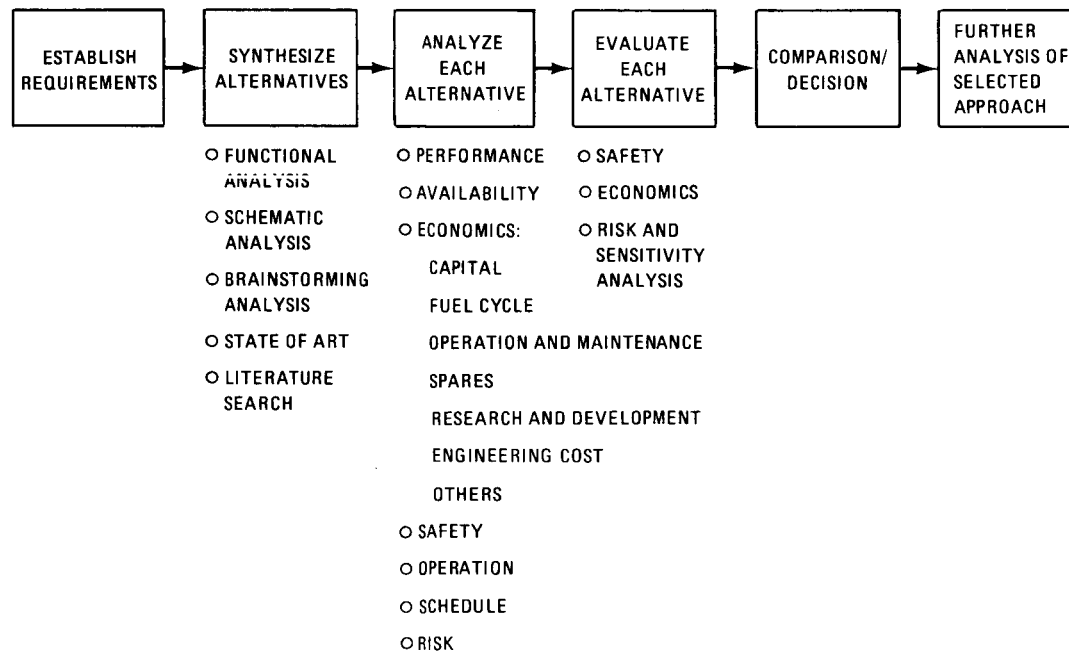 ESTABLISH
REQUIREMENTS
SYNTHESIZE
ALTERNATIVES
ANALYZE
EACH
ALTERNATIVE
EVALUATE
EACH
ALTERNATIVE
COMPARISON/
DECISION
FURTHER
ANALYSIS OF
SELECTED
APPROACH
○ FUNCTIONAL
ANALYSIS
○ SCHEMATIC
ANALYSIS
○ BRAINSTORMING
ANALYSIS
○ STATE OF ART
○ LITERATURE
SEARCH
○ PERFORMANCE
○ AVAILABILITY
○ ECONOMICS:
CAPITAL
FUEL CYCLE
OPERATION AND MAINTENANCE
SPARES
RESEARCH AND DEVELOPMENT
ENGINEERING COST
OTHERS
○ SAFETY
○ OPERATION
○ SCHEDULE
○ RISK
○ SAFETY
○ ECONOMICS
○ RISK AND
SENSITIVITY
ANALYSIS